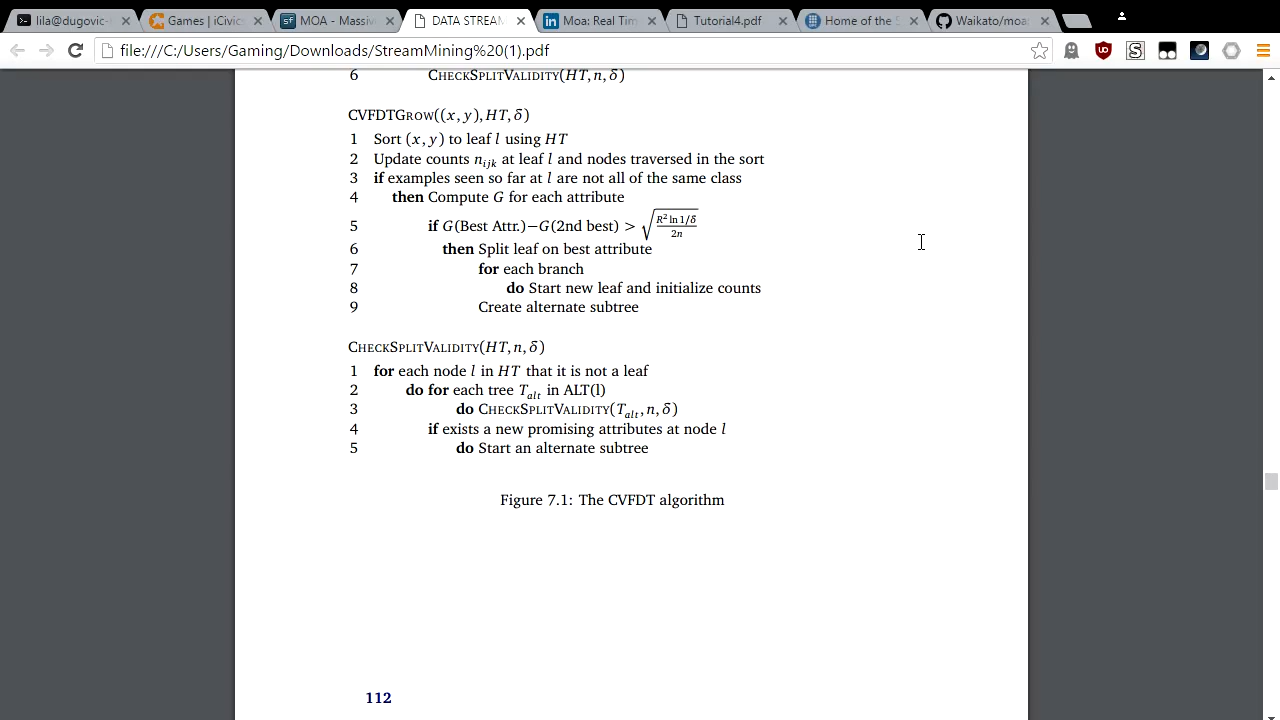 lila@dugovic-
Games | iCivic
MOA - Massiv
DATA STREAM
Moa: Real Tim
Tutorial4.pdf
Home of the S
Waikato/moa
file:///C:/Users/Gaming/Downloads/StreamMining%20(1).pdf
6 CHECKSPLITVALIDITY(HT, n, δ)
CVFDTGROW((x, y), HT, δ)
1 Sort (x, y) to leaf l using HT
2 Update counts n_ijk at leaf l and nodes traversed in the sort
3 if examples seen so far at l are not all of the same class
4 then Compute G for each attribute
5 if G(Best Attr.)−G(2nd best) > √(R² ln 1/δ / 2n)
6 then Split leaf on best attribute
7 for each branch
8 do Start new leaf and initialize counts
9 Create alternate subtree
CHECKSPLITVALIDITY(HT, n, δ)
1 for each node l in HT that it is not a leaf
2 do for each tree T_alt in ALT(l)
3 do CHECKSPLITVALIDITY(T_alt, n, δ)
4 if exists a new promising attributes at node l
5 do Start an alternate subtree
Figure 7.1: The CVFDT algorithm
112